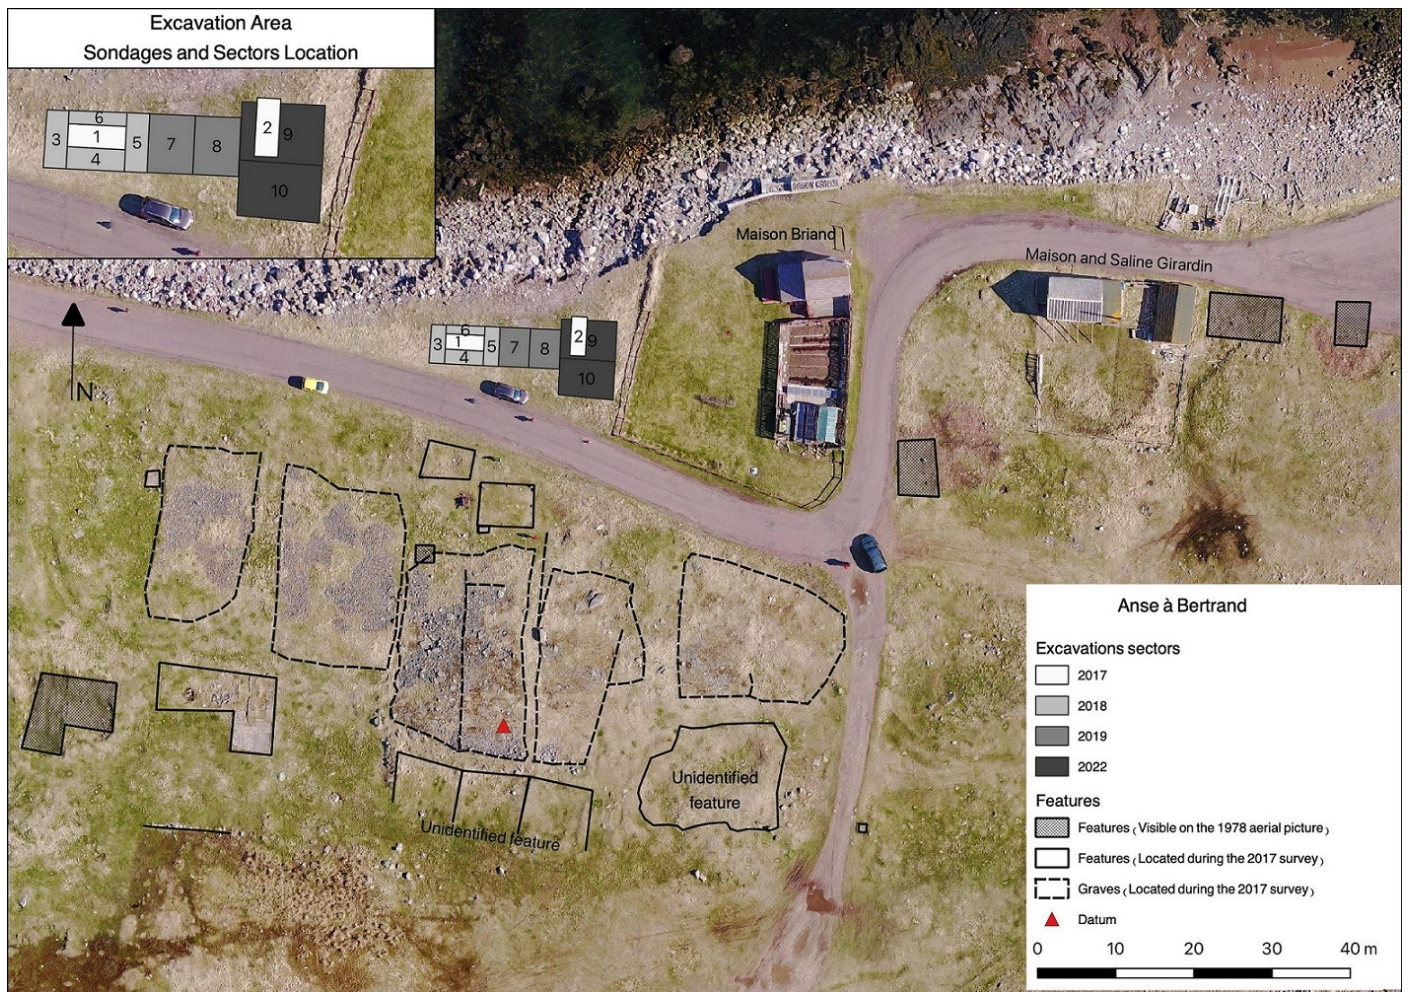 Excavation Area
Sondages and Sectors Location
3
6
1
4
5
7
8
2
9
10
Maison Briand
Maison and Saline Girardin
3
6
1
4
5
7
8
2
9
10
N
Unidentified
feature
Unidentified feature
Anse à Bertrand
Excavations sectors
2017
2018
2019
2022
Features
Features (Visible on the 1978 aerial picture)
Features (Located during the 2017 survey)
Graves (Located during the 2017 survey)
Datum
0 10 20 30 40 m